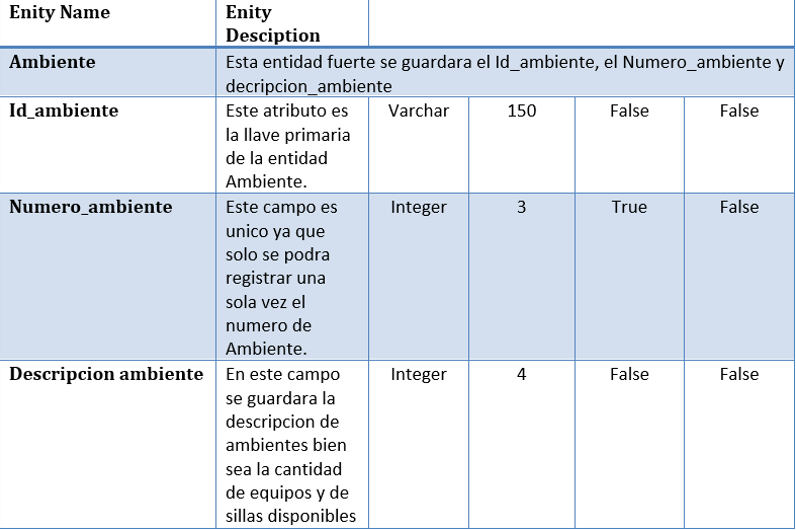 Enity Name
Enity
Desciption
Ambiente
Esta entidad fuerte se guardara el Id_ambiente, el Numero_ambiente y
decripcion_ambiente
Id_ambiente
Este atributo es
la llave primaria
de la entidad
Ambiente.
Varchar
150
False
False
Numero_ambiente
Este campo es
unico ya que
solo se podra
registrar una
sola vez el
numero de
Ambiente.
Integer
3
True
False
Descripcion ambiente
En este campo
se guardara la
descripcion de
ambientes bien
sea la cantidad
de equipos y de
sillas disponibles
Integer
4
False
False